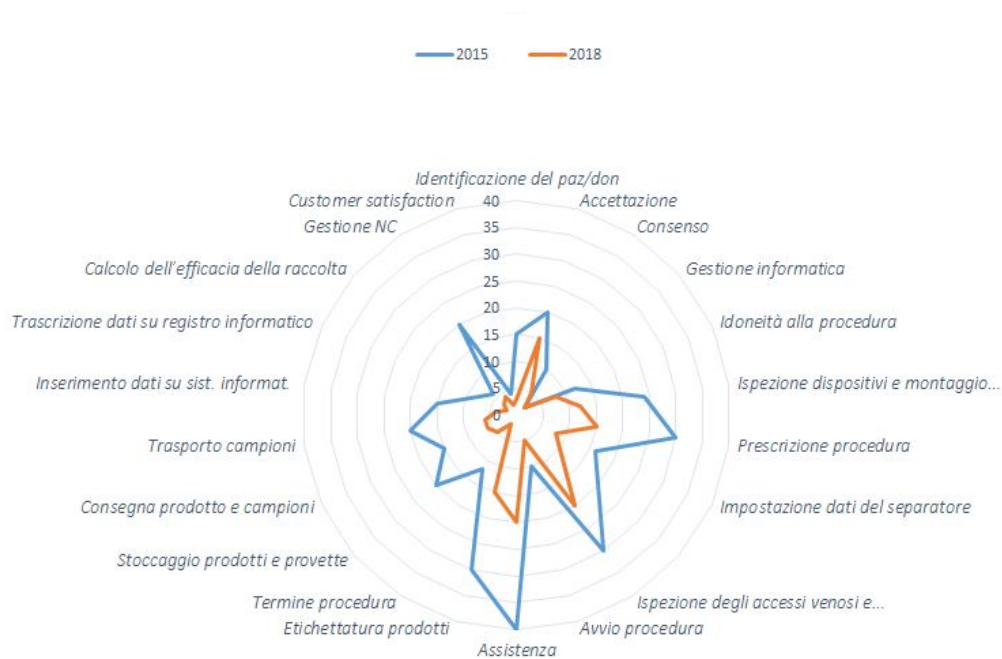 2015 2018
Identificazione del paz/don
Customer satisfaction 40 Accettazione
Gestione NC 35 Consenso
30
Calcolo dell'efficacia della raccolta 25 Gestione informatica
20
Trascrizione dati su registro informatico 15 Idoneità alla procedura
10
Inserimento dati su sist. informat. 5 Ispezione dispositivi e montaggio...
0
Trasporto campioni Prescrizione procedura
Consegna prodotto e campioni Impostazione dati del separatore
Stoccaggio prodotti e provette
Termine procedura Ispezione degli accessi venosi e...
Etichettatura prodotti Avvio procedura
Assistenza